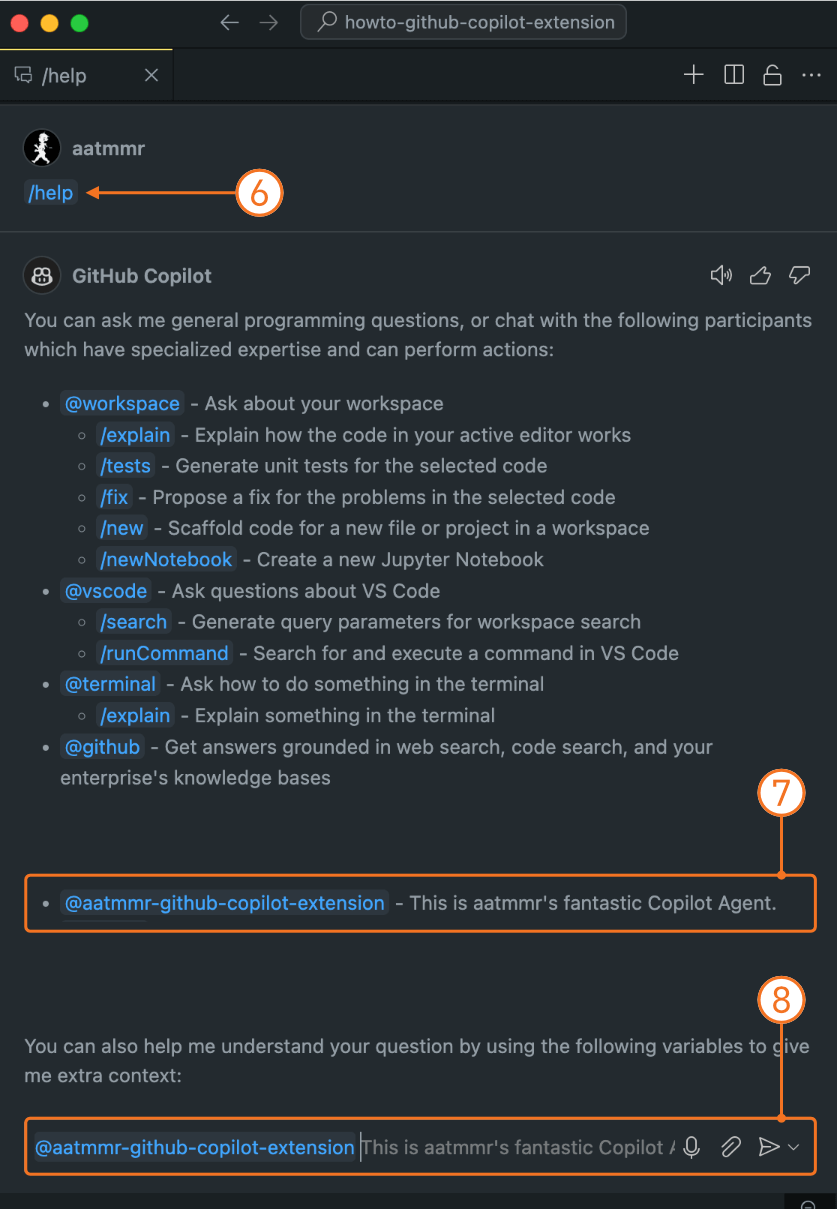 howto-github-copilot-extension
/help
aatmmr
/help
6
GitHub Copilot
You can ask me general programming questions, or chat with the following participants
which have specialized expertise and can perform actions:
• @workspace - Ask about your workspace
◦ /explain - Explain how the code in your active editor works
◦ /tests - Generate unit tests for the selected code
◦ /fix - Propose a fix for the problems in the selected code
◦ /new - Scaffold code for a new file or project in a workspace
◦ /newNotebook - Create a new Jupyter Notebook
• @vscode - Ask questions about VS Code
◦ /search - Generate query parameters for workspace search
◦ /runCommand - Search for and execute a command in VS Code
• @terminal - Ask how to do something in the terminal
◦ /explain - Explain something in the terminal
• @github - Get answers grounded in web search, code search, and your
enterprise's knowledge bases
7
• @aatmmr-github-copilot-extension - This is aatmmr's fantastic Copilot Agent.
8
You can also help me understand your question by using the following variables to give
me extra context:
@aatmmr-github-copilot-extension This is aatmmr's fantastic Copilot